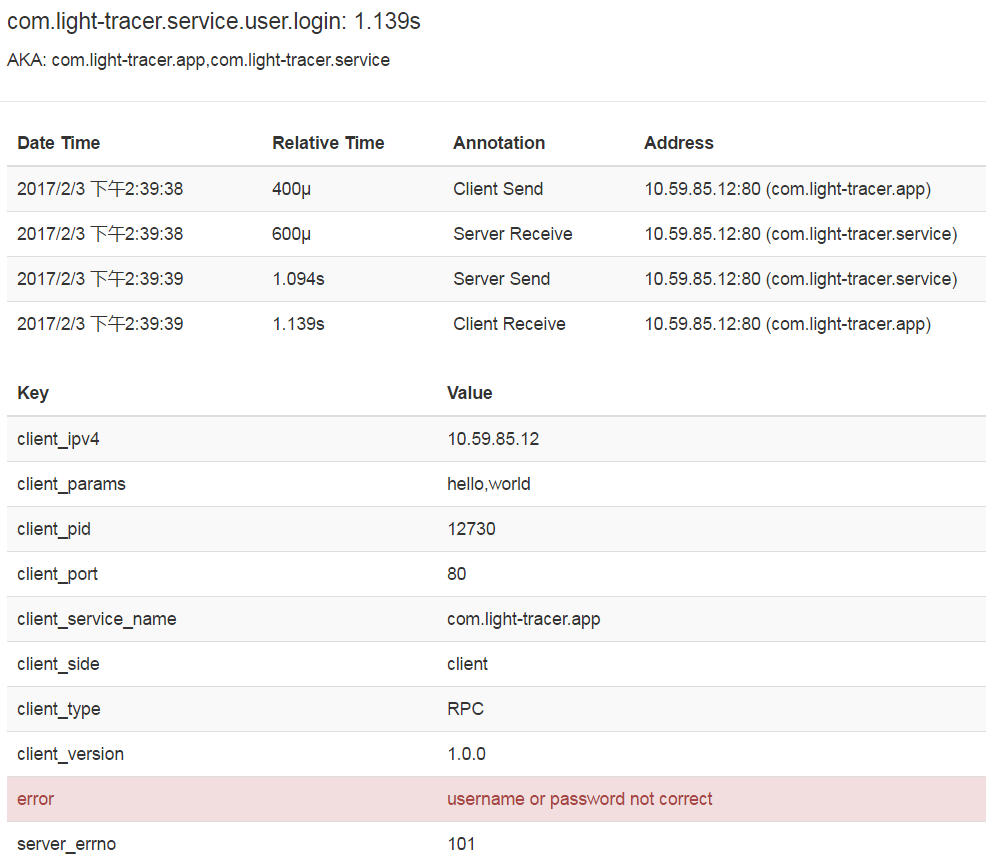 com.light-tracer.service.user.login: 1.139s
AKA: com.light-tracer.app,com.light-tracer.service
Date Time Relative Time Annotation Address
2017/2/3 下午2:39:38 400μ Client Send 10.59.85.12:80 (com.light-tracer.app)
2017/2/3 下午2:39:38 600μ Server Receive 10.59.85.12:80 (com.light-tracer.service)
2017/2/3 下午2:39:39 1.094s Server Send 10.59.85.12:80 (com.light-tracer.service)
2017/2/3 下午2:39:39 1.139s Client Receive 10.59.85.12:80 (com.light-tracer.app)
Key Value
client_ipv4 10.59.85.12
client_params hello,world
client_pid 12730
client_port 80
client_service_name com.light-tracer.app
client_side client
client_type RPC
client_version 1.0.0
error username or password not correct
server_errno 101